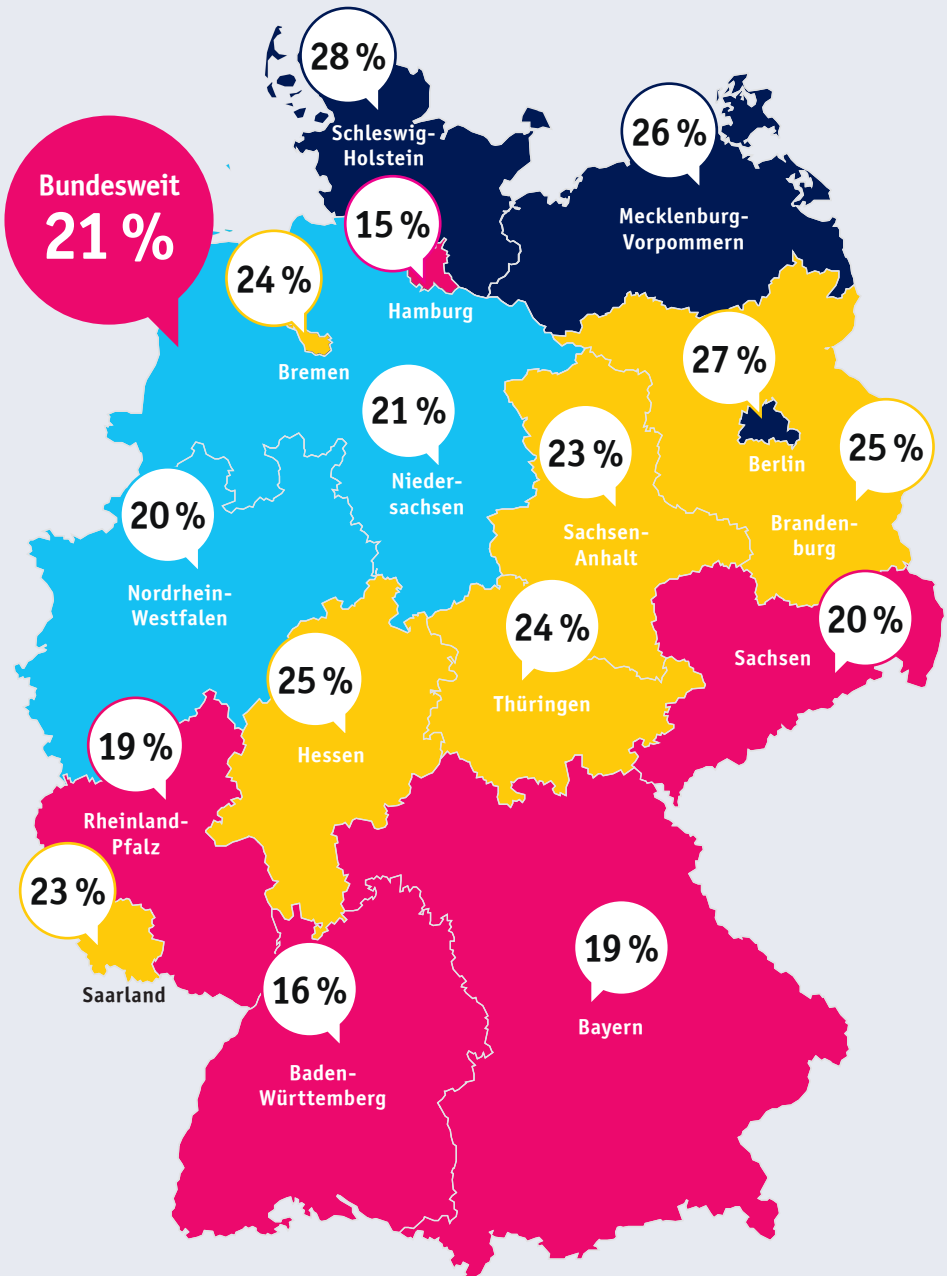 28 %
Schleswig-
Holstein
26 %
Mecklenburg-
Vorpommern
Bundesweit
21 %
15 %
Hamburg
24 %
Bremen
21 %
Nieder-
sachsen
27 %
Berlin
25 %
Branden-
burg
23 %
Sachsen-
Anhalt
20 %
Nordrhein-
Westfalen
24 %
Thüringen
20 %
Sachsen
25 %
Hessen
19 %
Rheinland-
Pfalz
23 %
Saarland
16 %
Baden-
Württemberg
19 %
Bayern